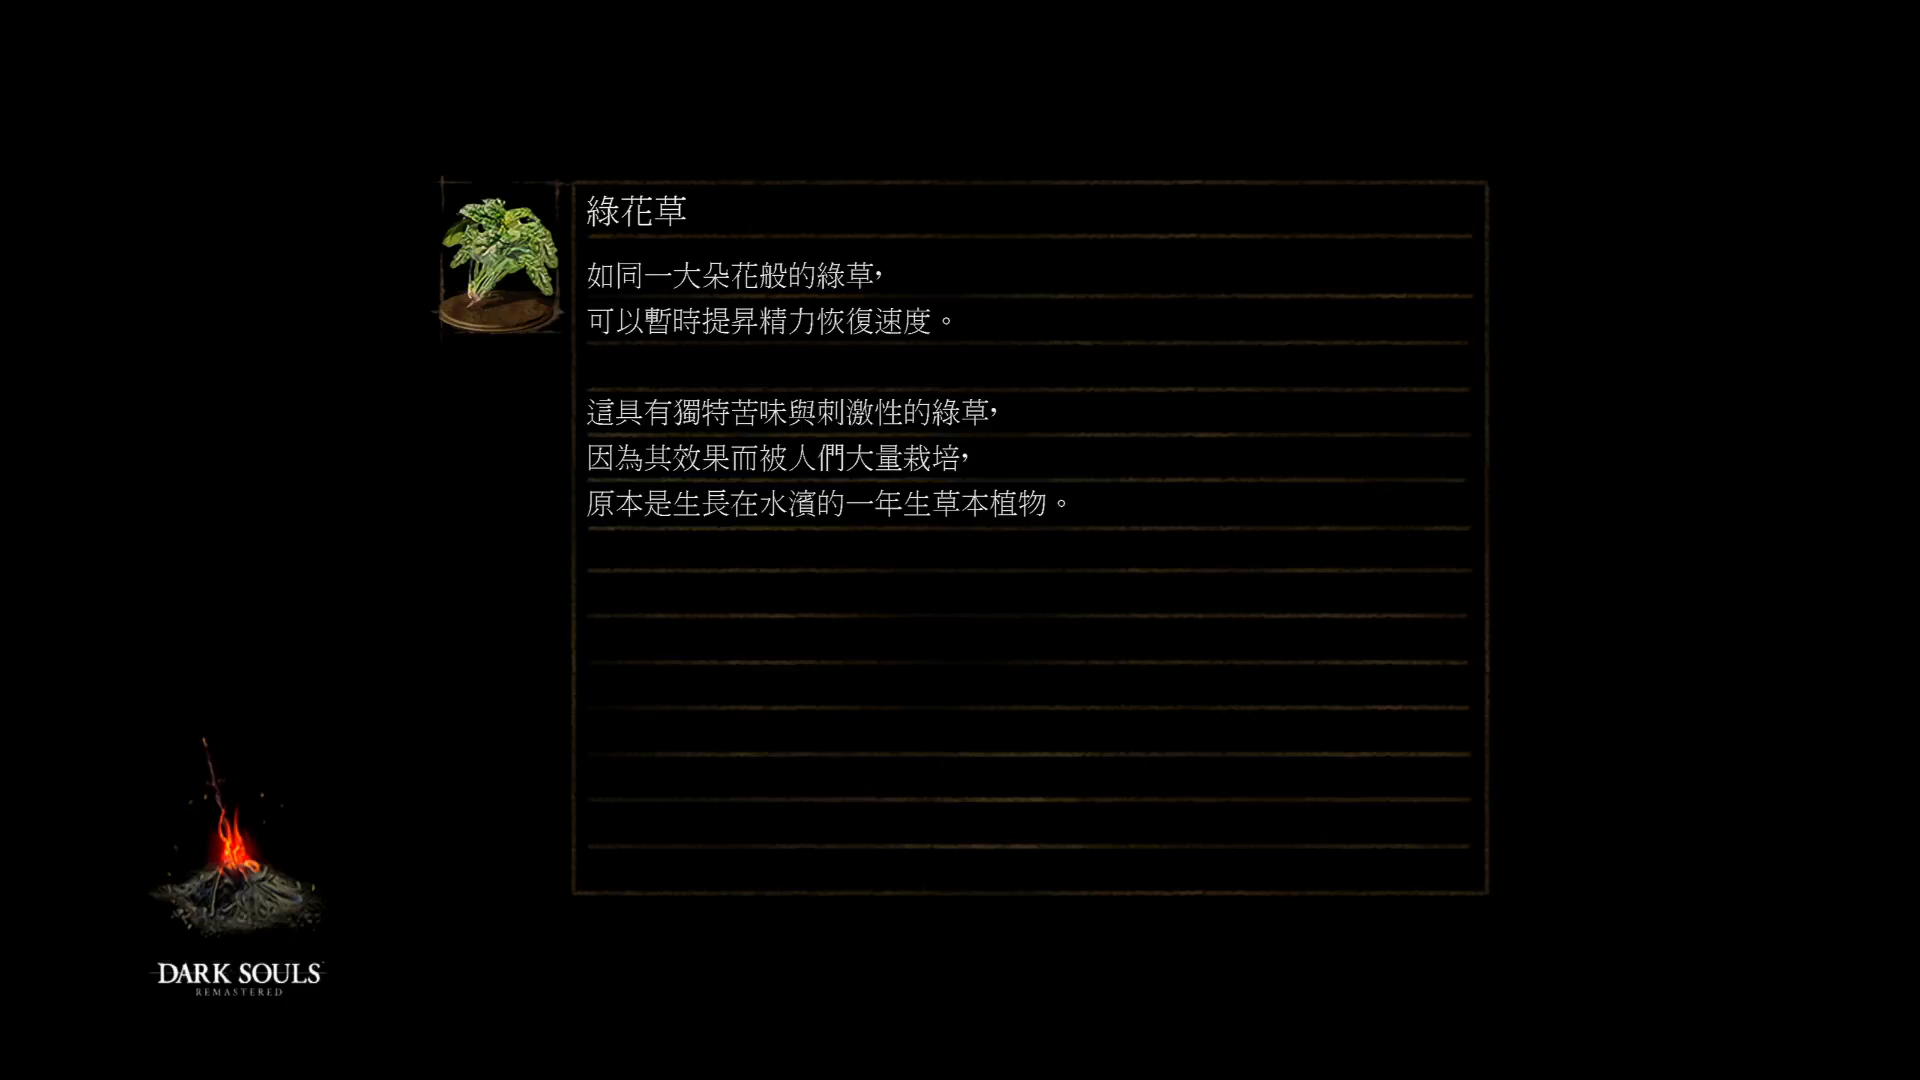 綠花草
如同一大朵花般的綠草，
可以暫時提昇精力恢復速度。
這具有獨特苦味與刺激性的綠草，
因為其效果而被人們大量栽培，
原本是生長在水濱的一年生草本植物。
DARK SOULS
REMASTERED